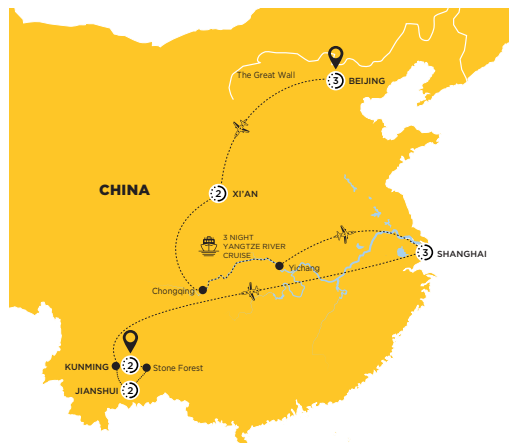 The Great Wall
3 BEIJING
CHINA
2 XI'AN
3 NIGHT
YANGTZE RIVER
CRUISE
Yichang
3 SHANGHAI
Chongqing
KUNMING 2 Stone Forest
JIANSHUI 2